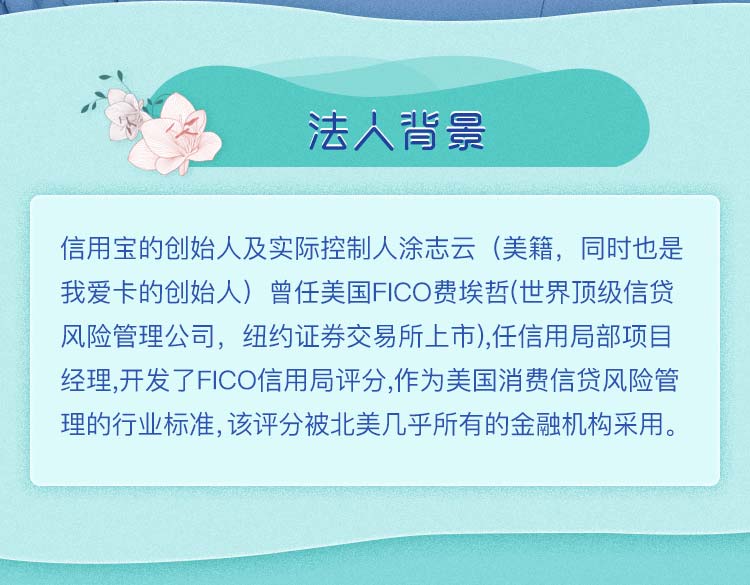 法人背景
信用宝的创始人及实际控制人涂志云（美籍，同时也是
我爱卡的创始人）曾任美国FICO费埃哲(世界顶级信贷
风险管理公司，纽约证券交易所上市),任信用局部项目
经理,开发了FICO信用局评分,作为美国消费信贷风险管
理的行业标准，该评分被北美几乎所有的金融机构采用。